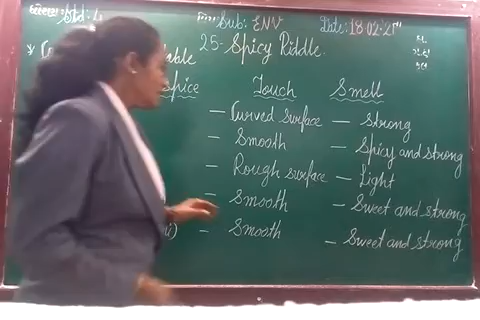 Std: 4 Sub: ENV Date: 18.02.21
25- Spicy Riddle.
Spice Touch Smell
- Curved surface - Strong
- Smooth - Spicy and strong
- Rough surface - Light
- Smooth - Sweet and strong
- Smooth - Sweet and strong